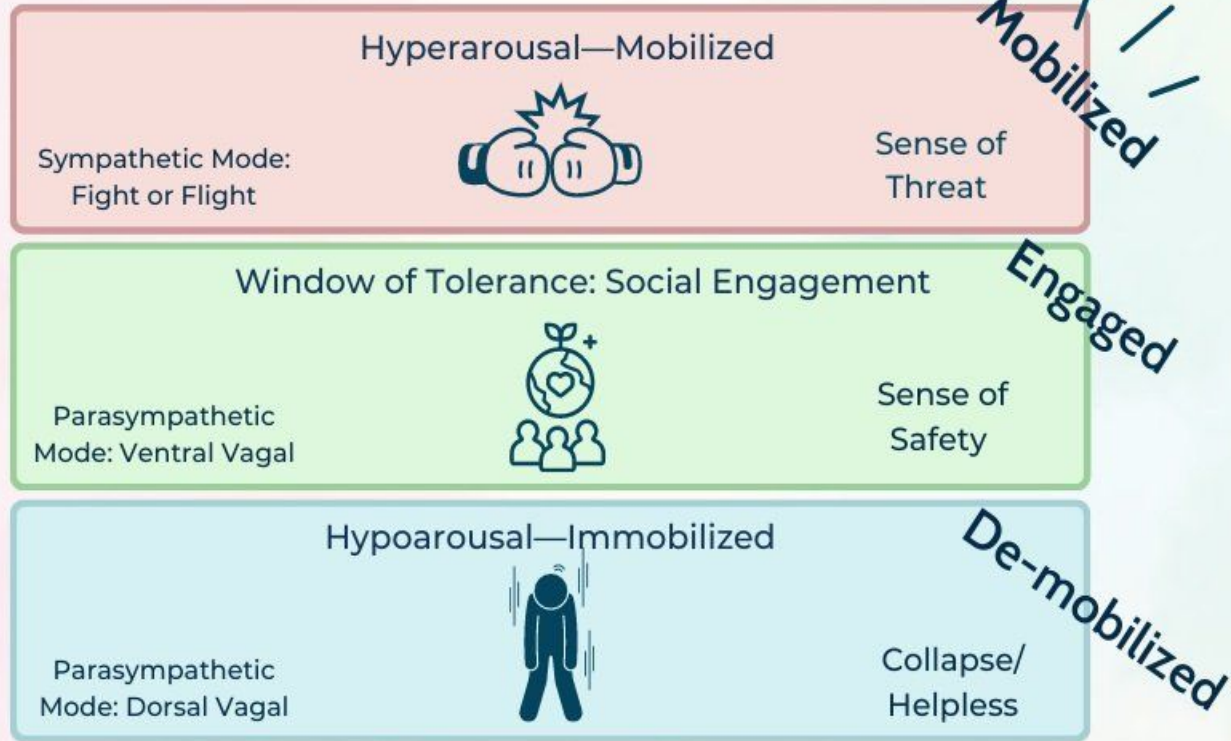 Hyperarousal—Mobilized
Mobilized
Sympathetic Mode:
Fight or Flight
Sense of
Threat
Window of Tolerance: Social Engagement
Engaged
Parasympathetic
Mode: Ventral Vagal
Sense of
Safety
Hypoarousal—Immobilized
De-mobilized
Parasympathetic
Mode: Dorsal Vagal
Collapse/
Helpless